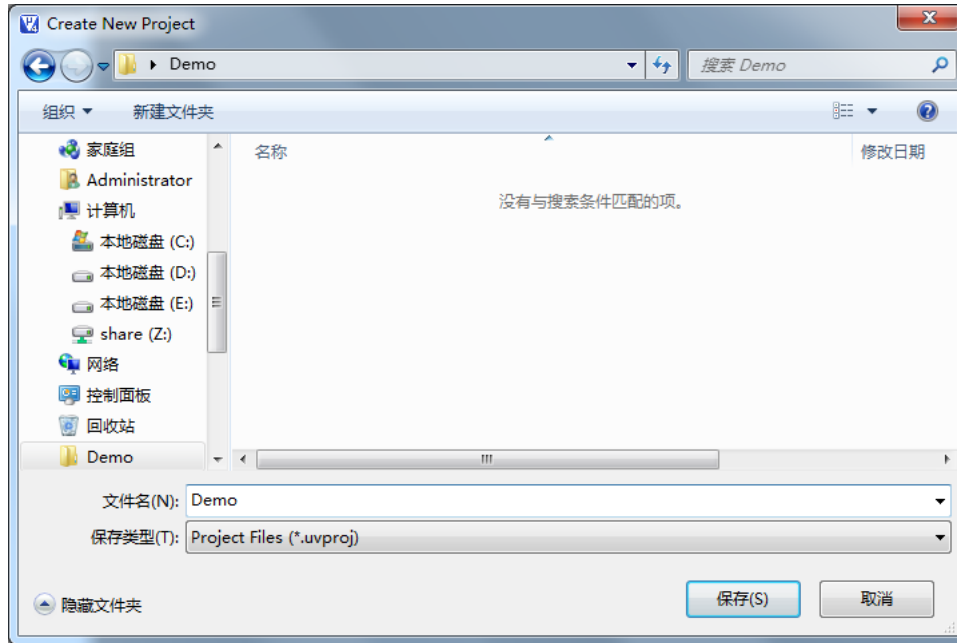 Create New Project
Demo
搜索 Demo
组织
新建文件夹
名称
修改日期
没有与搜索条件匹配的项。
家庭组
Administrator
计算机
本地磁盘 (C:)
本地磁盘 (D:)
本地磁盘 (E:)
share (Z:)
网络
控制面板
回收站
Demo
文件名(N): Demo
保存类型(T): Project Files (*.uvproj)
隐藏文件夹
保存(S)
取消